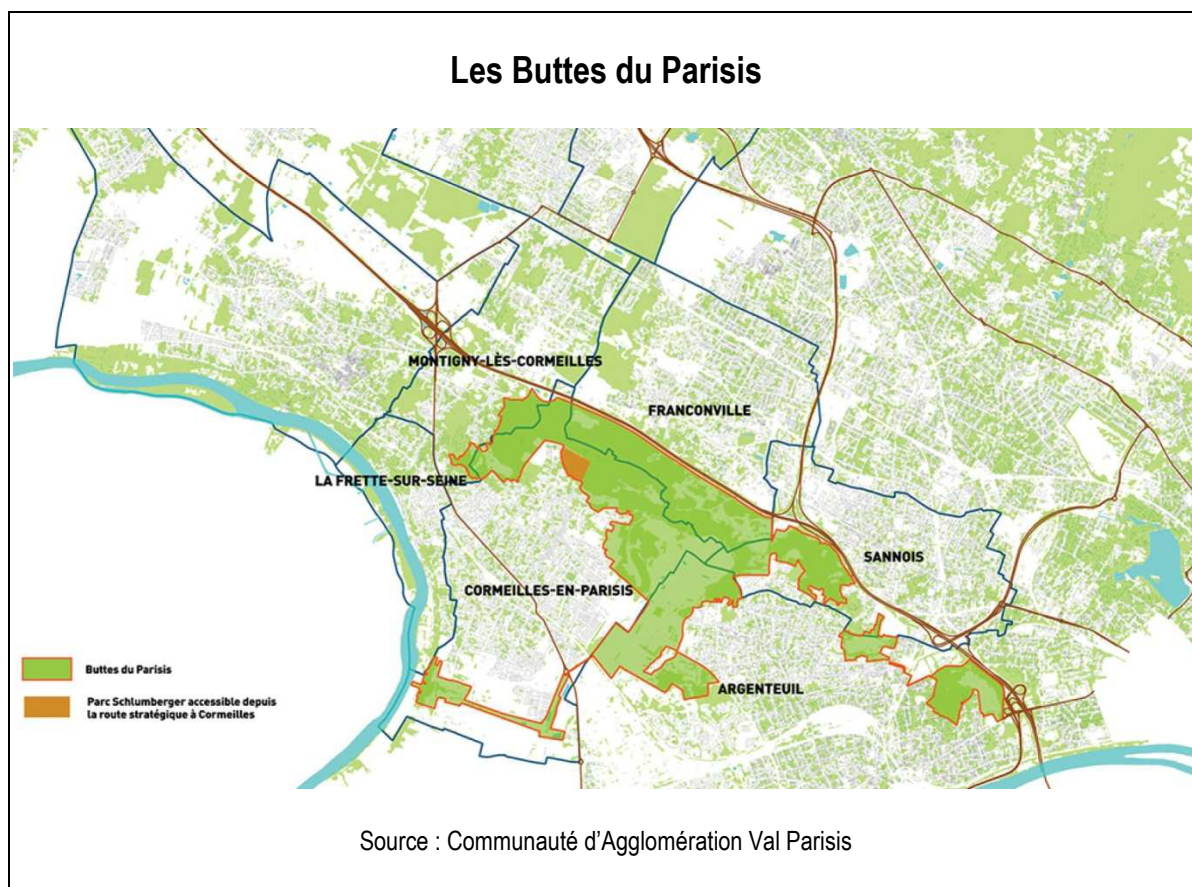 Les Buttes du Parisis
MONTIGNY-LÈS-CORMEILLES
FRANCONVILLE
LA FRETTE-SUR-SEINE
SANNOIS
CORMEILLES-EN-PARISIS
ARGENTEUIL
Buttes du Parisis
Parc Schlumberger accessible depuis
la route stratégique à Cormeilles
Source : Communauté d'Agglomération Val Parisis